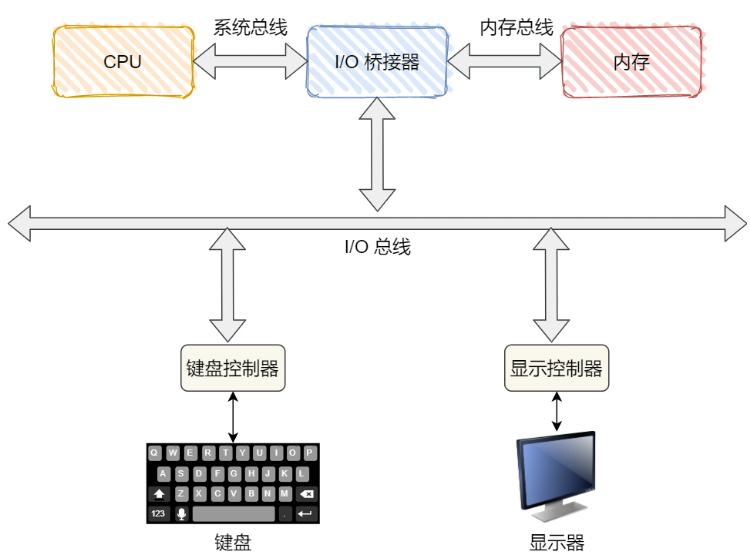 系统总线
内存总线
CPU
I/O 桥接器
内存
I/O 总线
键盘控制器
显示控制器
Q W E R T Y U I O P
A S D F G H J K L
Z X C V B N M
123 .
键盘
显示器